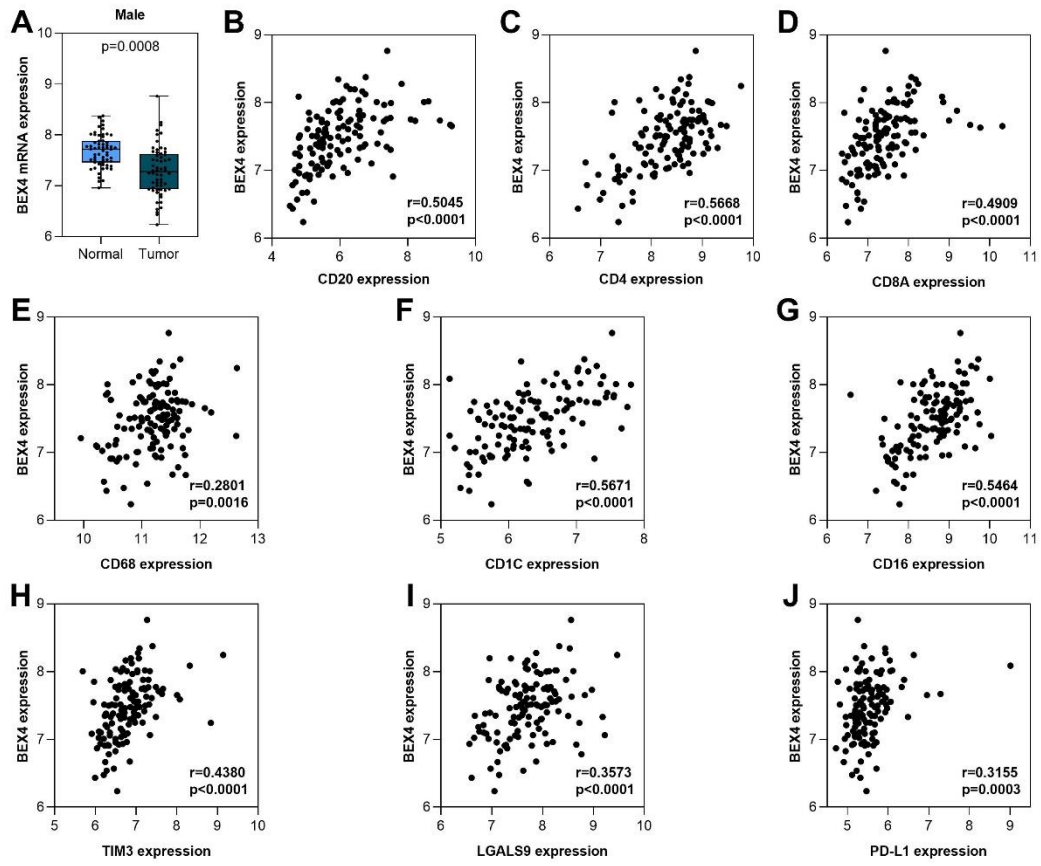 A
Male
p=0.0008
BEX4 mRNA expression
10
9
8
7
6
Normal
Tumor
B
BEX4 expression
9
8
7
6
r=0.5045
p<0.0001
4
5
6
7
8
9
10
CD20 expression
C
BEX4 expression
9
8
7
6
r=0.5668
p<0.0001
6
7
8
9
10
CD4 expression
D
BEX4 expression
9
8
7
6
r=0.4909
p<0.0001
6
7
8
9
10
11
CD8A expression
E
BEX4 expression
9
8
7
6
r=0.2801
p=0.0016
10
11
12
13
CD68 expression
F
BEX4 expression
9
8
7
6
r=0.5671
p<0.0001
5
6
7
8
CD1C expression
G
BEX4 expression
9
8
7
6
r=0.5464
p<0.0001
6
7
8
9
10
11
CD16 expression
H
BEX4 expression
9
8
7
6
r=0.4380
p<0.0001
5
6
7
8
9
10
TIM3 expression
I
BEX4 expression
9
8
7
6
r=0.3573
p<0.0001
6
7
8
9
10
LGALS9 expression
J
BEX4 expression
9
8
7
6
r=0.3155
p=0.0003
5
6
7
8
9
PD-L1 expression